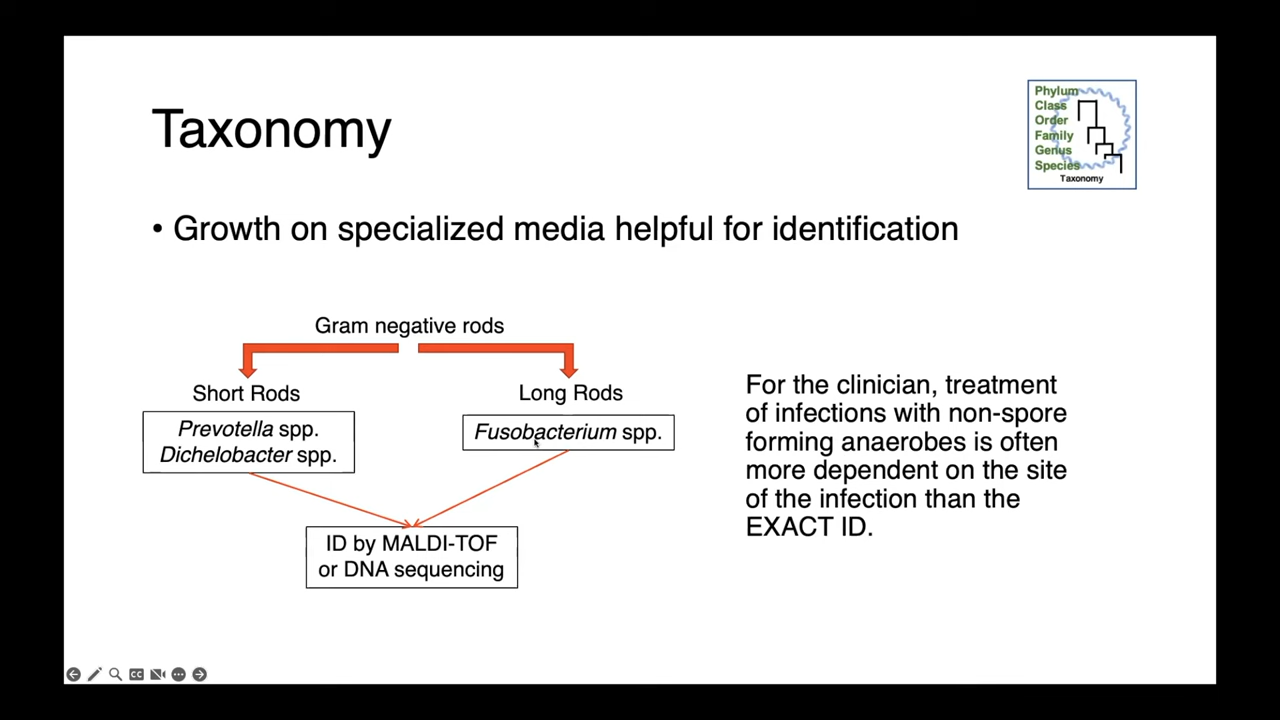 Taxonomy
Phylum
Class
Order
Family
Genus
Species
Taxonomy
• Growth on specialized media helpful for identification
Gram negative rods
Short Rods
Prevotella spp.
Dichelobacter spp.
Long Rods
Fusobacterium spp.
ID by MALDI-TOF
or DNA sequencing
For the clinician, treatment
of infections with non-spore
forming anaerobes is often
more dependent on the site
of the infection than the
EXACT ID.
CC